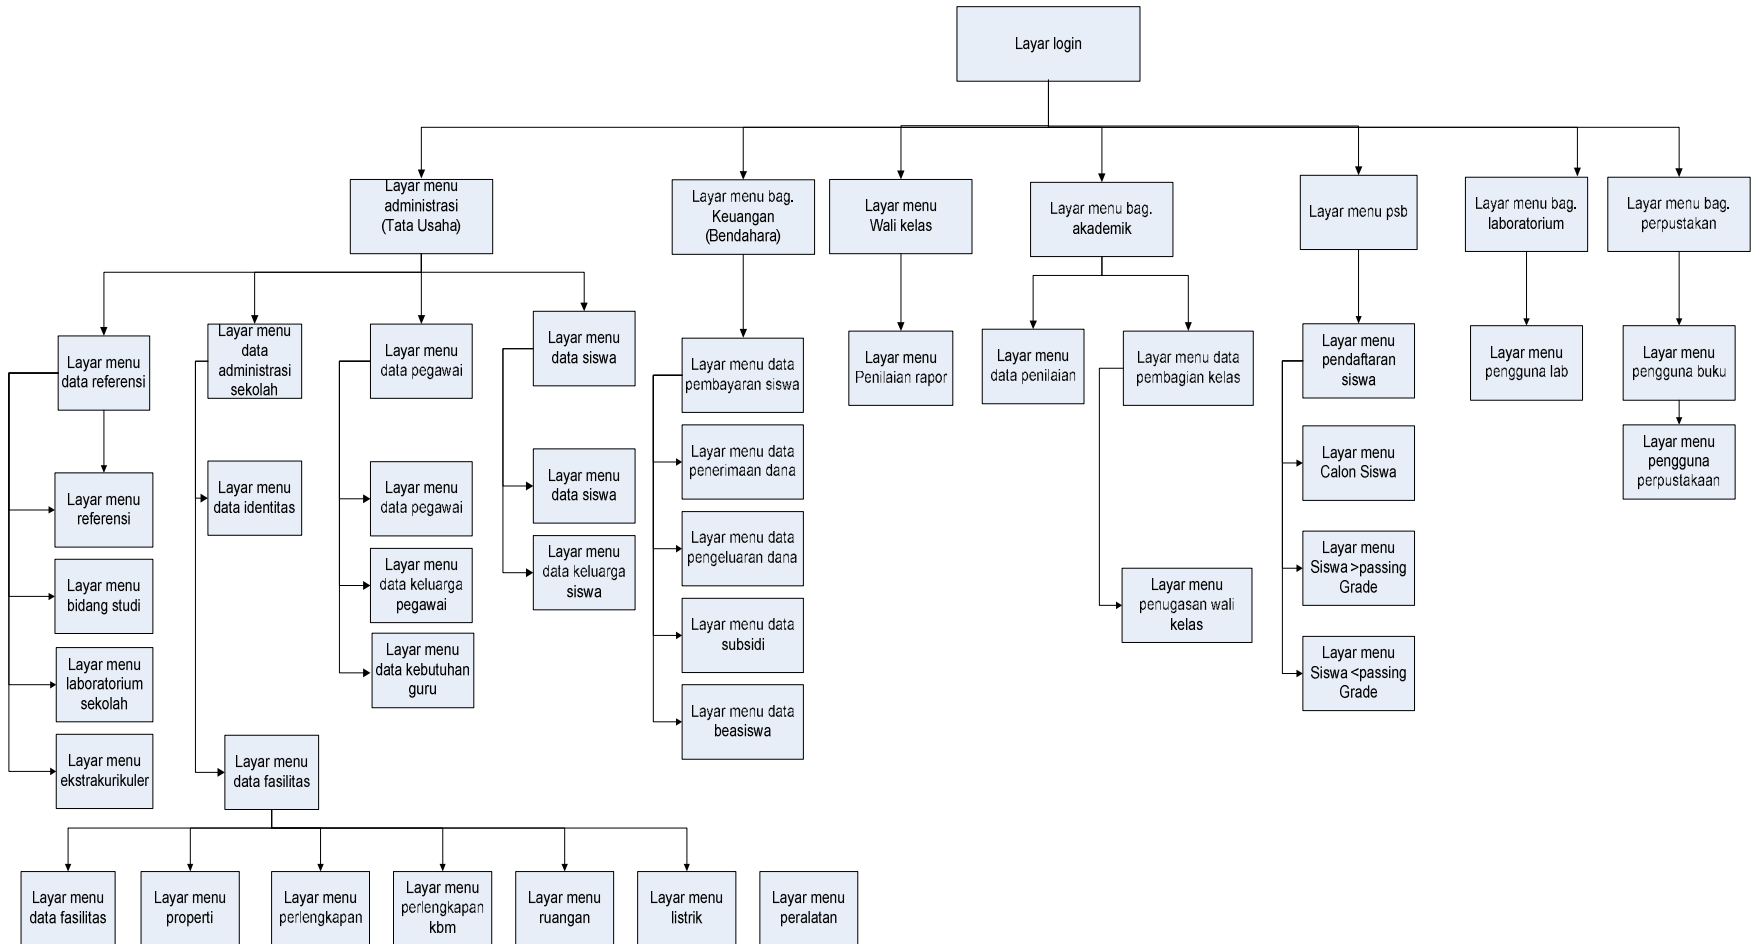 Layar login
Layar menu
administrasi
(Tata Usaha)
Layar menu bag.
Keuangan
(Bendahara)
Layar menu
Wali kelas
Layar menu bag.
akademik
Layar menu psb
Layar menu bag.
laboratorium
Layar menu bag.
perpustakan
Layar menu
data referensi
Layar menu
data
administrasi
sekolah
Layar menu
data pegawai
Layar menu
data siswa
Layar menu data
pembayaran siswa
Layar menu
Penilaian rapor
Layar menu
data penilaian
Layar menu data
pembagian kelas
Layar menu
pendaftaran
siswa
Layar menu
pengguna lab
Layar menu
pengguna buku
Layar menu
referensi
Layar menu
data identitas
Layar menu
data pegawai
Layar menu
data siswa
Layar menu data
penerimaan dana
Layar menu
Calon Siswa
Layar menu
pengguna
perpustakaan
Layar menu
bidang studi
Layar menu
data keluarga
pegawai
Layar menu
data keluarga
siswa
Layar menu data
pengeluaran dana
Layar menu
penugasan wali
kelas
Layar menu
Siswa >passing
Grade
Layar menu
laboratorium
sekolah
Layar menu
data kebutuhan
guru
Layar menu data
subsidi
Layar menu
Siswa <passing
Grade
Layar menu
ekstrakurikuler
Layar menu
data fasilitas
Layar menu data
beasiswa
Layar menu
data fasilitas
Layar menu
properti
Layar menu
perlengkapan
Layar menu
perlengkapan
kbm
Layar menu
ruangan
Layar menu
listrik
Layar menu
peralatan